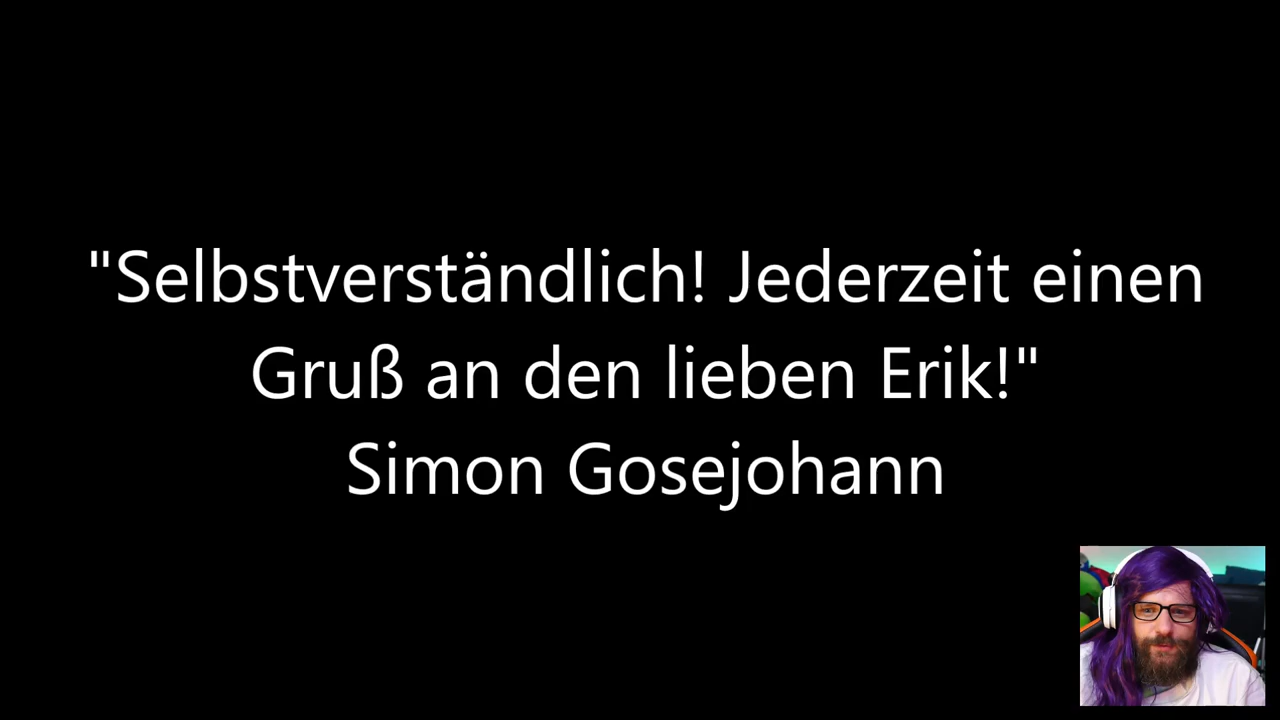 "Selbstverständlich! Jederzeit einen
Gruß an den lieben Erik!"
Simon Gosejohann